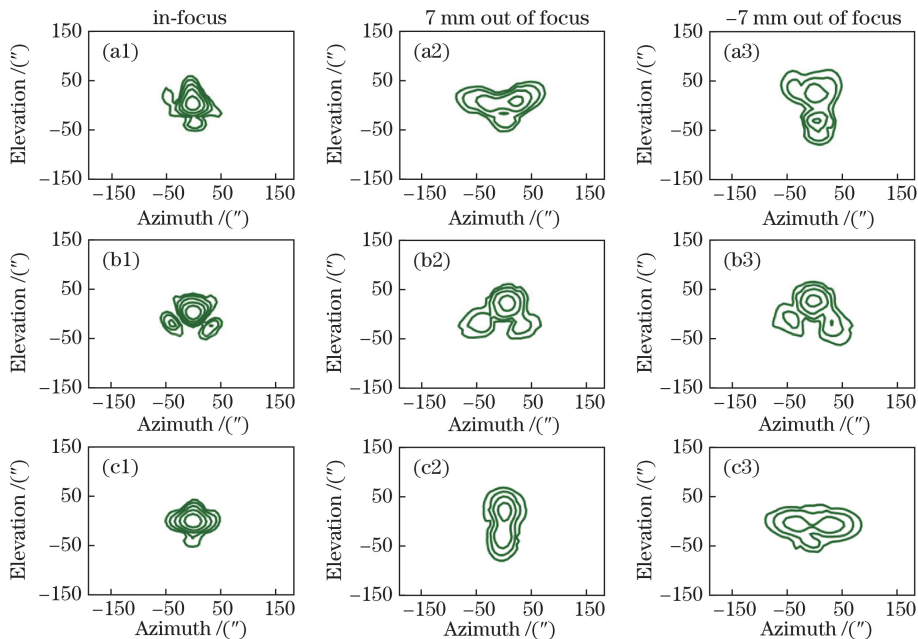 in-focus 7 mm out of focus −7 mm out of focus
150 150 150
(a1) (a2) (a3)
50 50 50
−50 −50 −50
−150 −150 −150
Elevation /(″) Elevation /(″) Elevation /(″)
−150 −50 50 150 −150 −50 50 150 −150 −50 50 150
Azimuth /(″) Azimuth /(″) Azimuth /(″)
150 150 150
(b1) (b2) (b3)
50 50 50
−50 −50 −50
−150 −150 −150
Elevation /(″) Elevation /(″) Elevation /(″)
−150 −50 50 150 −150 −50 50 150 −150 −50 50 150
Azimuth /(″) Azimuth /(″) Azimuth /(″)
150 150 150
(c1) (c2) (c3)
50 50 50
−50 −50 −50
−150 −150 −150
Elevation /(″) Elevation /(″) Elevation /(″)
−150 −50 50 150 −150 −50 50 150 −150 −50 50 150
Azimuth /(″) Azimuth /(″) Azimuth /(″)